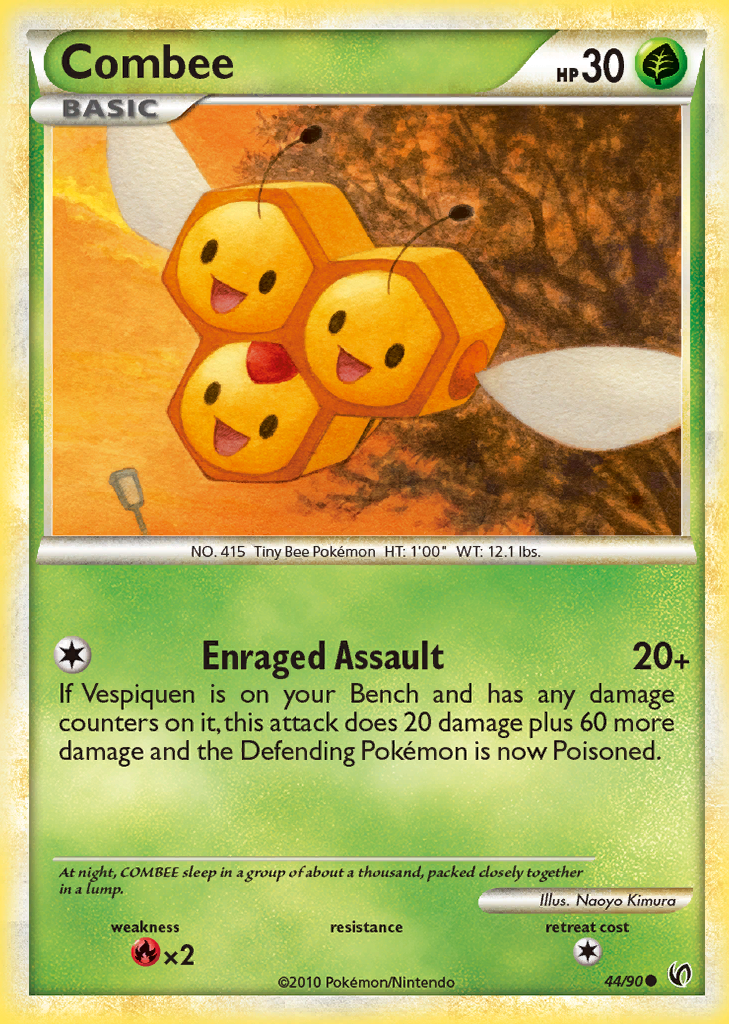 Combee
HP 30
BASIC
NO. 415 Tiny Bee Pokémon HT: 1'00" WT: 12.1 lbs.
Enraged Assault 20+
If Vespiquen is on your Bench and has any damage
counters on it, this attack does 20 damage plus 60 more
damage and the Defending Pokémon is now Poisoned.
At night, COMBEE sleep in a group of about a thousand, packed closely together
in a lump.
Illus. Naoyo Kimura
weakness resistance retreat cost
×2
©2010 Pokémon/Nintendo 44/90